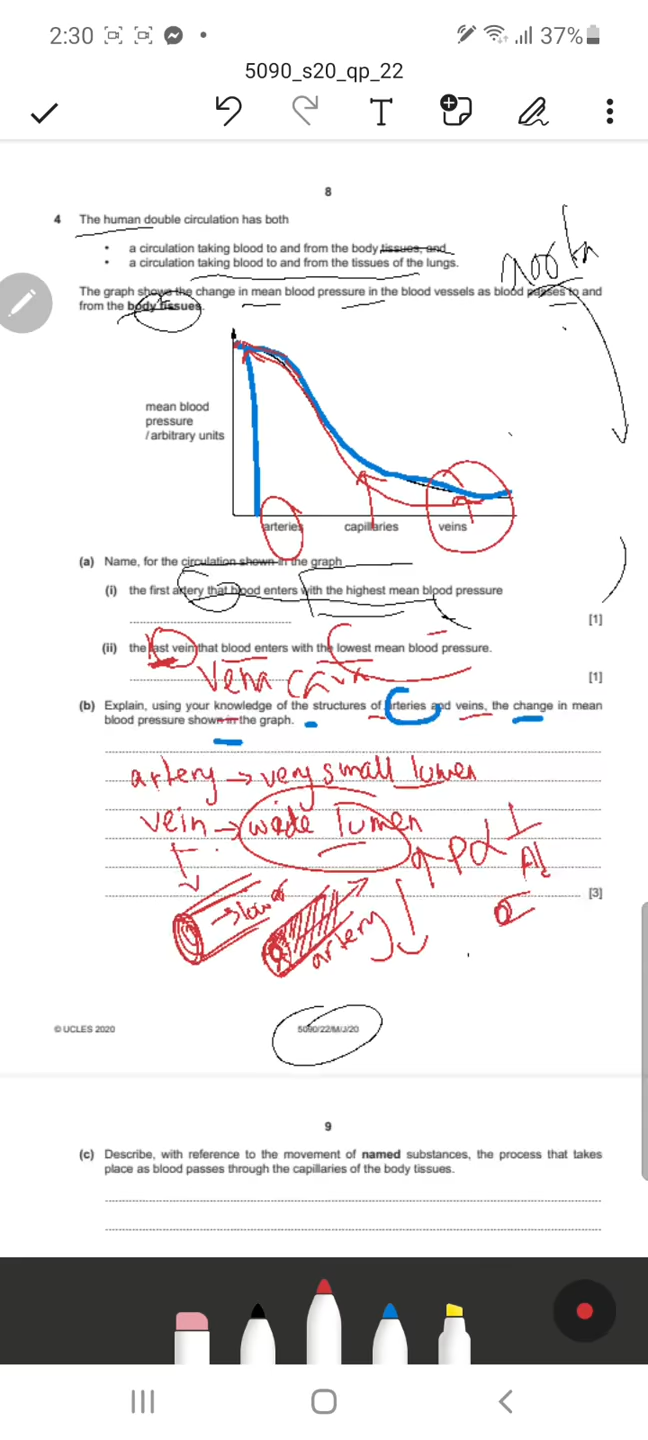 2:30
37%
5090_s20_qp_22
T
8
4 The human double circulation has both
• a circulation taking blood to and from the body tissues, and
• a circulation taking blood to and from the tissues of the lungs.
The graph shows the change in mean blood pressure in the blood vessels as blood passes to and
from the body tissues.
mean blood
pressure
/ arbitrary units
arteries capillaries veins
(a) Name, for the circulation shown in the graph
(i) the first artery that blood enters with the highest mean blood pressure
[1]
(ii) the last vein that blood enters with the lowest mean blood pressure.
vena cava
[1]
(b) Explain, using your knowledge of the structures of arteries and veins, the change in mean
blood pressure shown in the graph.
artery → very small lumen
vein → wide lumen
↑ P∝ 1
[3]
artery
© UCLES 2020
5090/22/M/J/20
9
(c) Describe, with reference to the movement of named substances, the process that takes
place as blood passes through the capillaries of the body tissues.